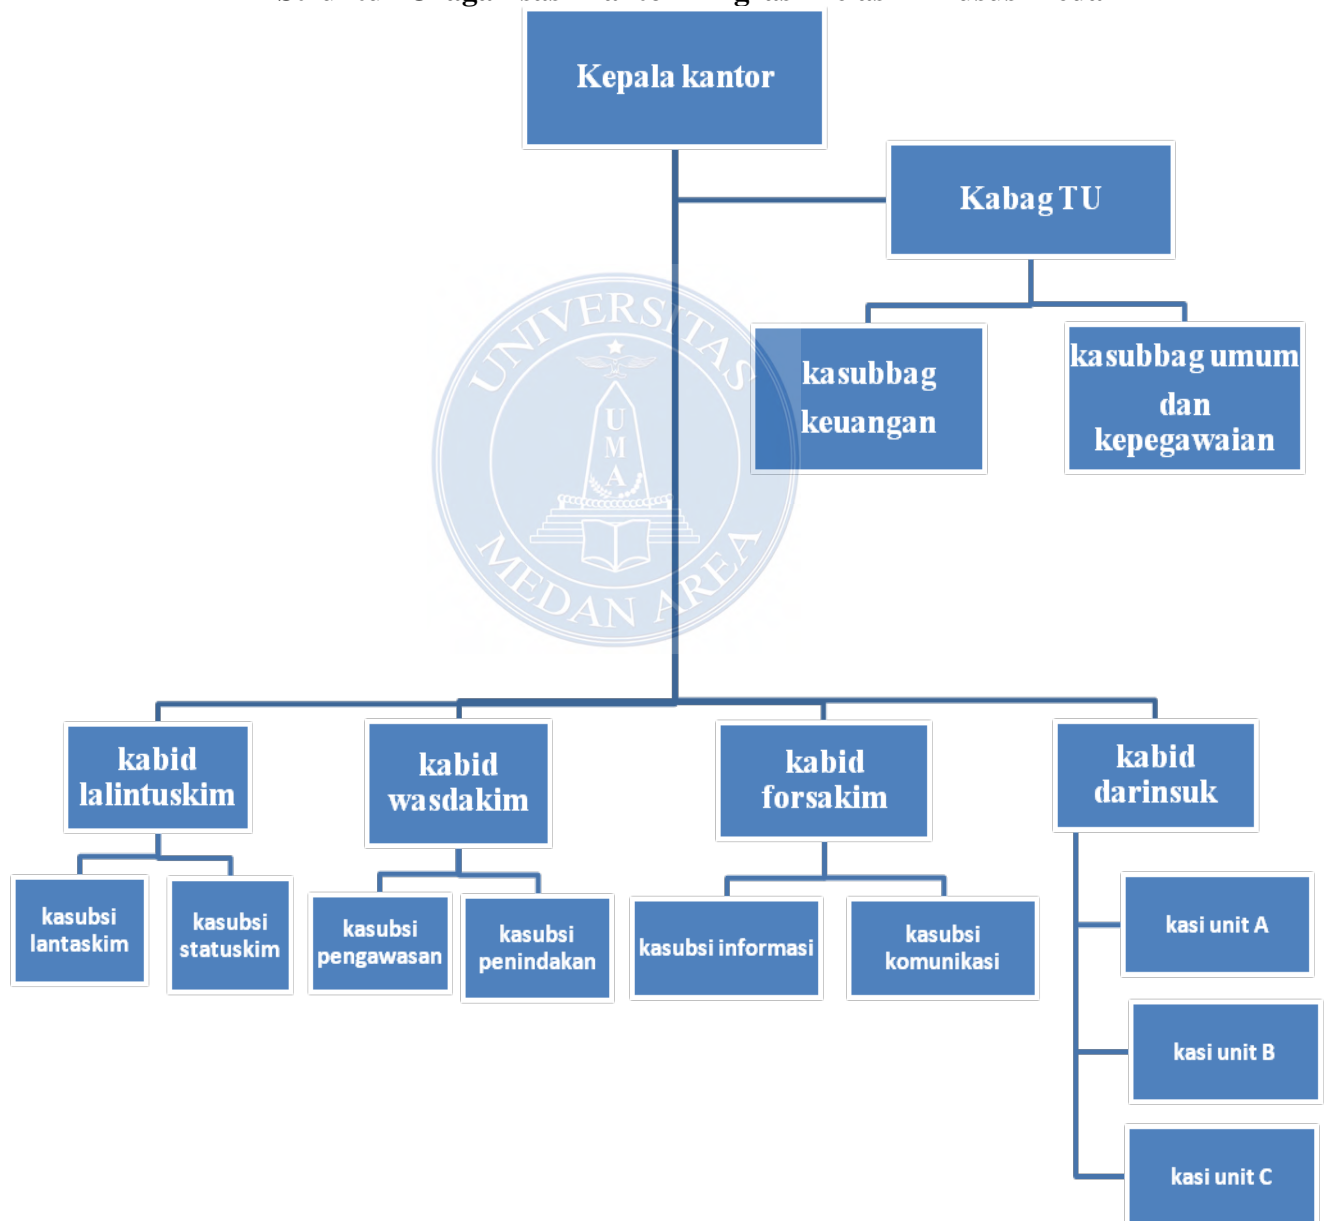 Kepala kantor
Kabag TU
kasubbag
keuangan
kasubbag umum
dan
kepegawaian
UNIVERSITAS
U
M
A
MEDAN AREA
kabid
lalintuskim
kabid
wasdakim
kabid
forsakim
kabid
darinsuk
kasubsi
lantaskim
kasubsi
statuskim
kasubsi
pengawasan
kasubsi
penindakan
kasubsi informasi
kasubsi
komunikasi
kasi unit A
kasi unit B
kasi unit C